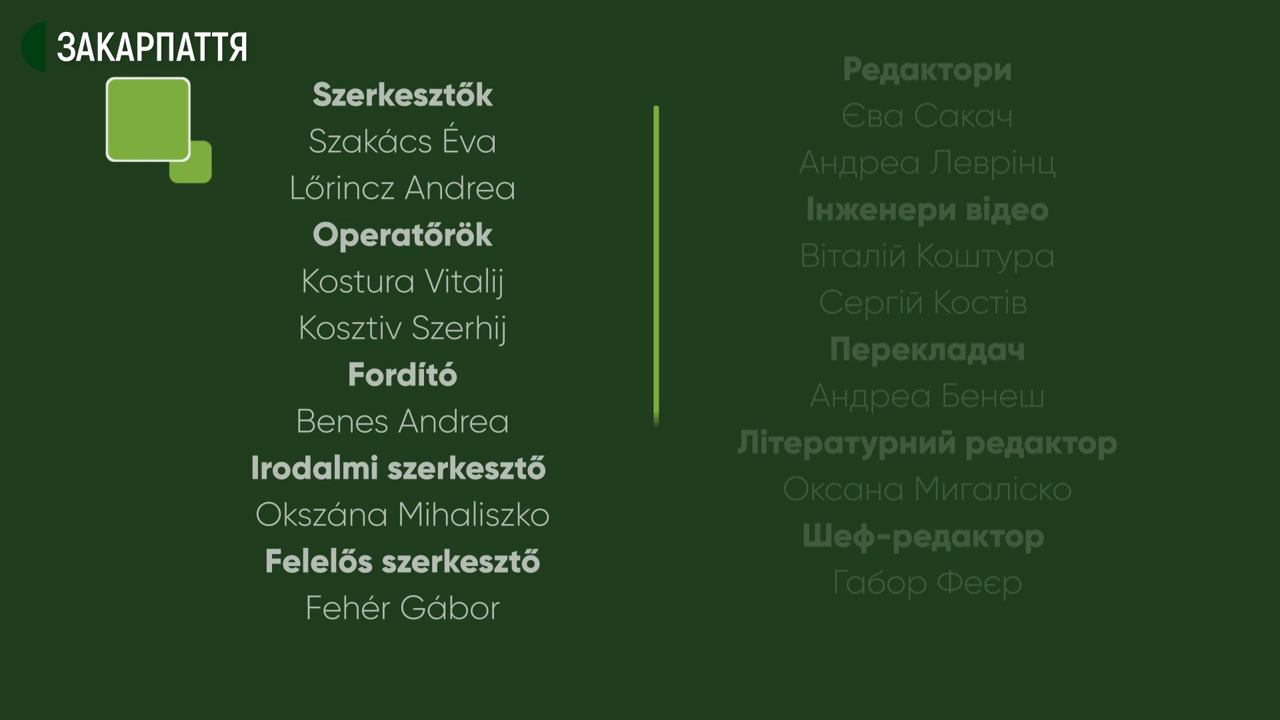 ЗАКАРПАТТЯ
Szerkesztők
Szakács Éva
Lőrincz Andrea
Operatőrök
Kostura Vitalij
Kosztiv Szerhij
Fordító
Benes Andrea
Irodalmi szerkesztő
Okszána Mihaliszko
Felelős szerkesztő
Fehér Gábor
Редактори
Єва Сакач
Андреа Леврінц
Інженери відео
Віталій Коштура
Сергій Костів
Перекладач
Андреа Бенеш
Літературний редактор
Оксана Мигаліско
Шеф-редактор
Габор Феєр